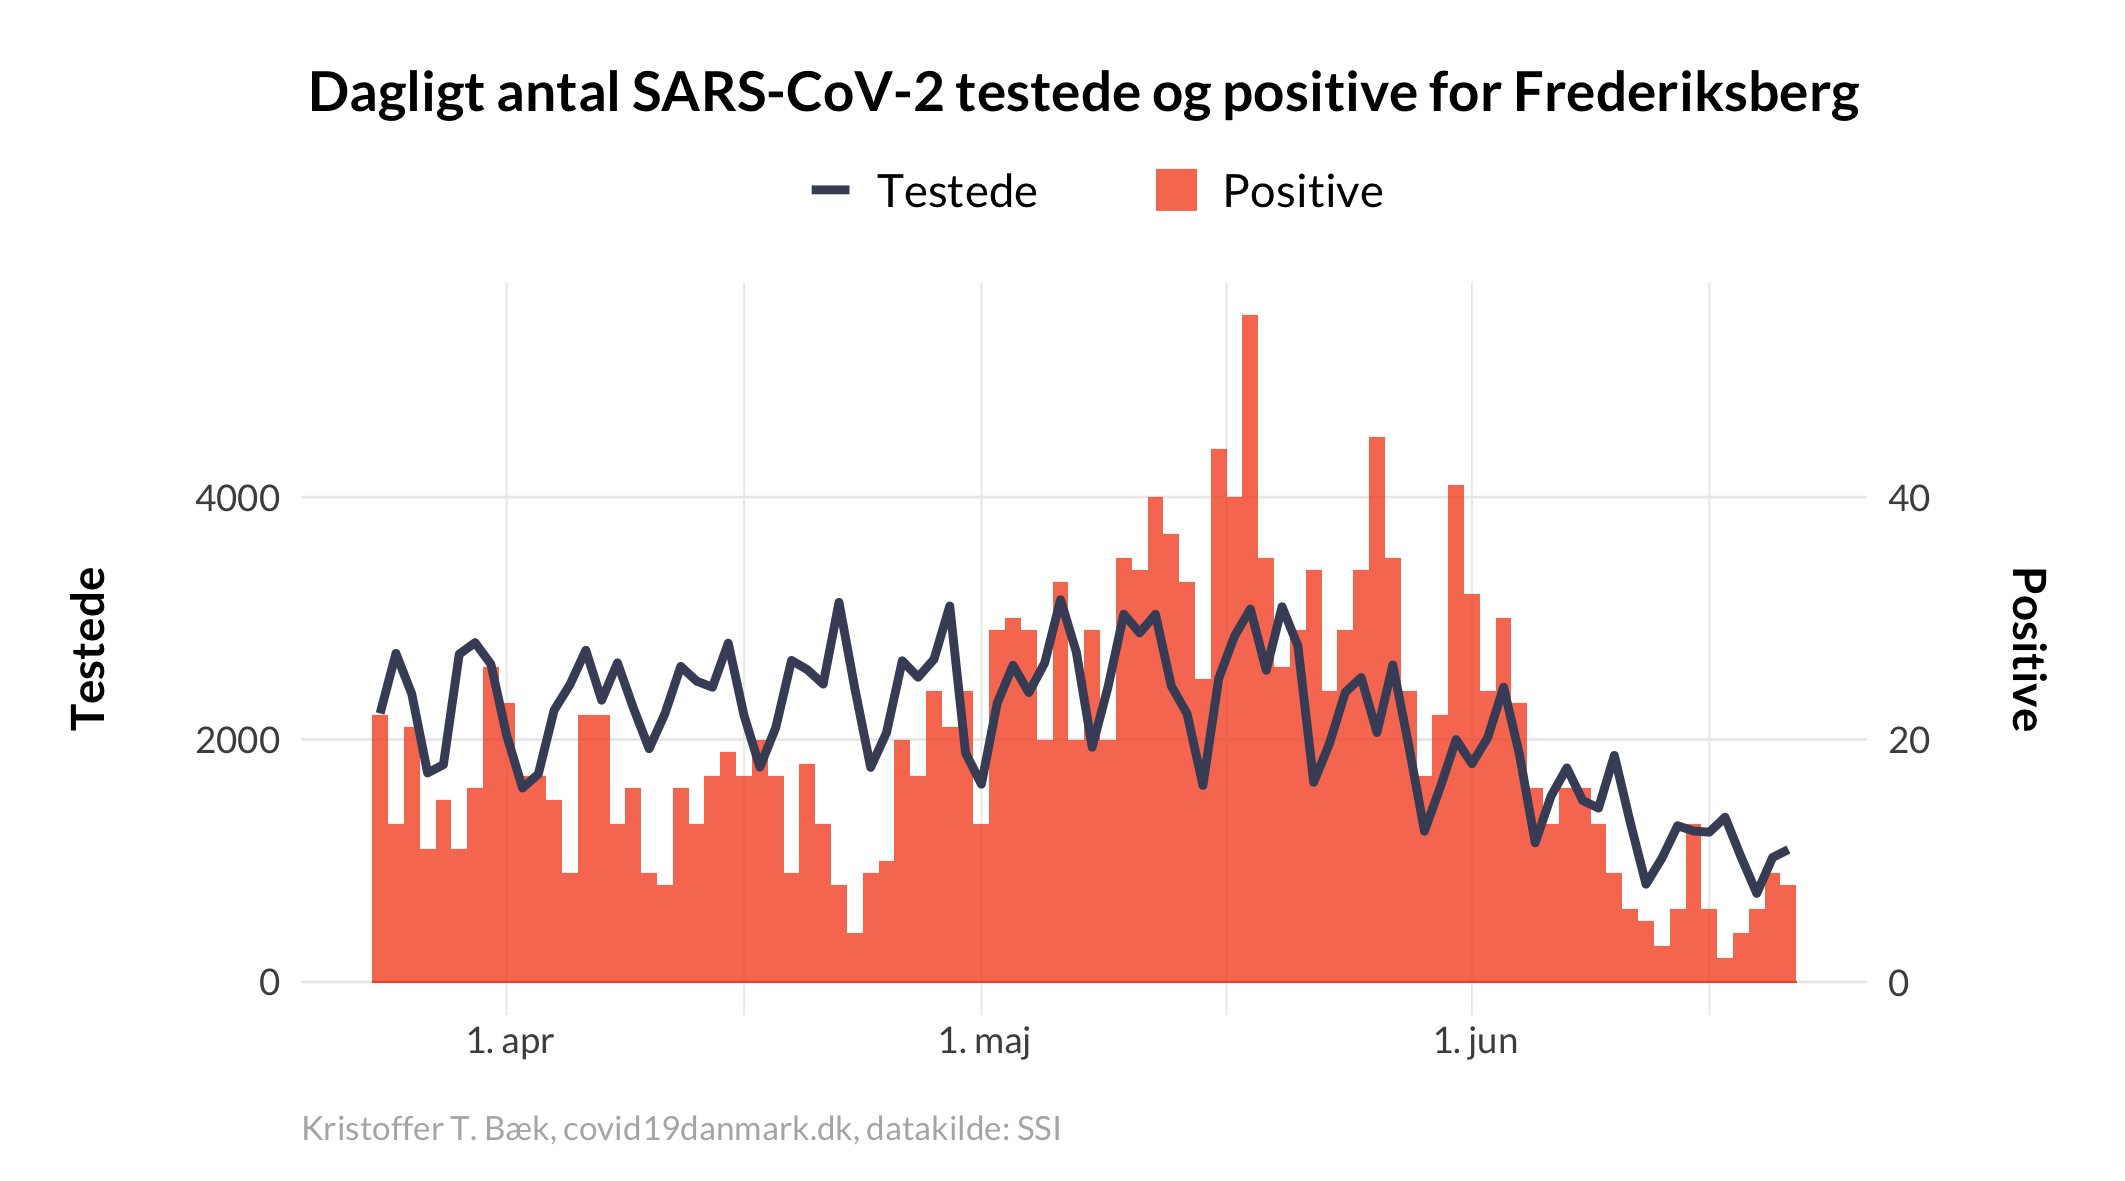 Dagligt antal SARS-CoV-2 testede og positive for Frederiksberg
Testede
Positive
4000
2000
0
Testede
40
20
0
Positive
1. apr
1. maj
1. jun
Kristoffer T. Bæk, covid19danmark.dk, datakilde: SSI